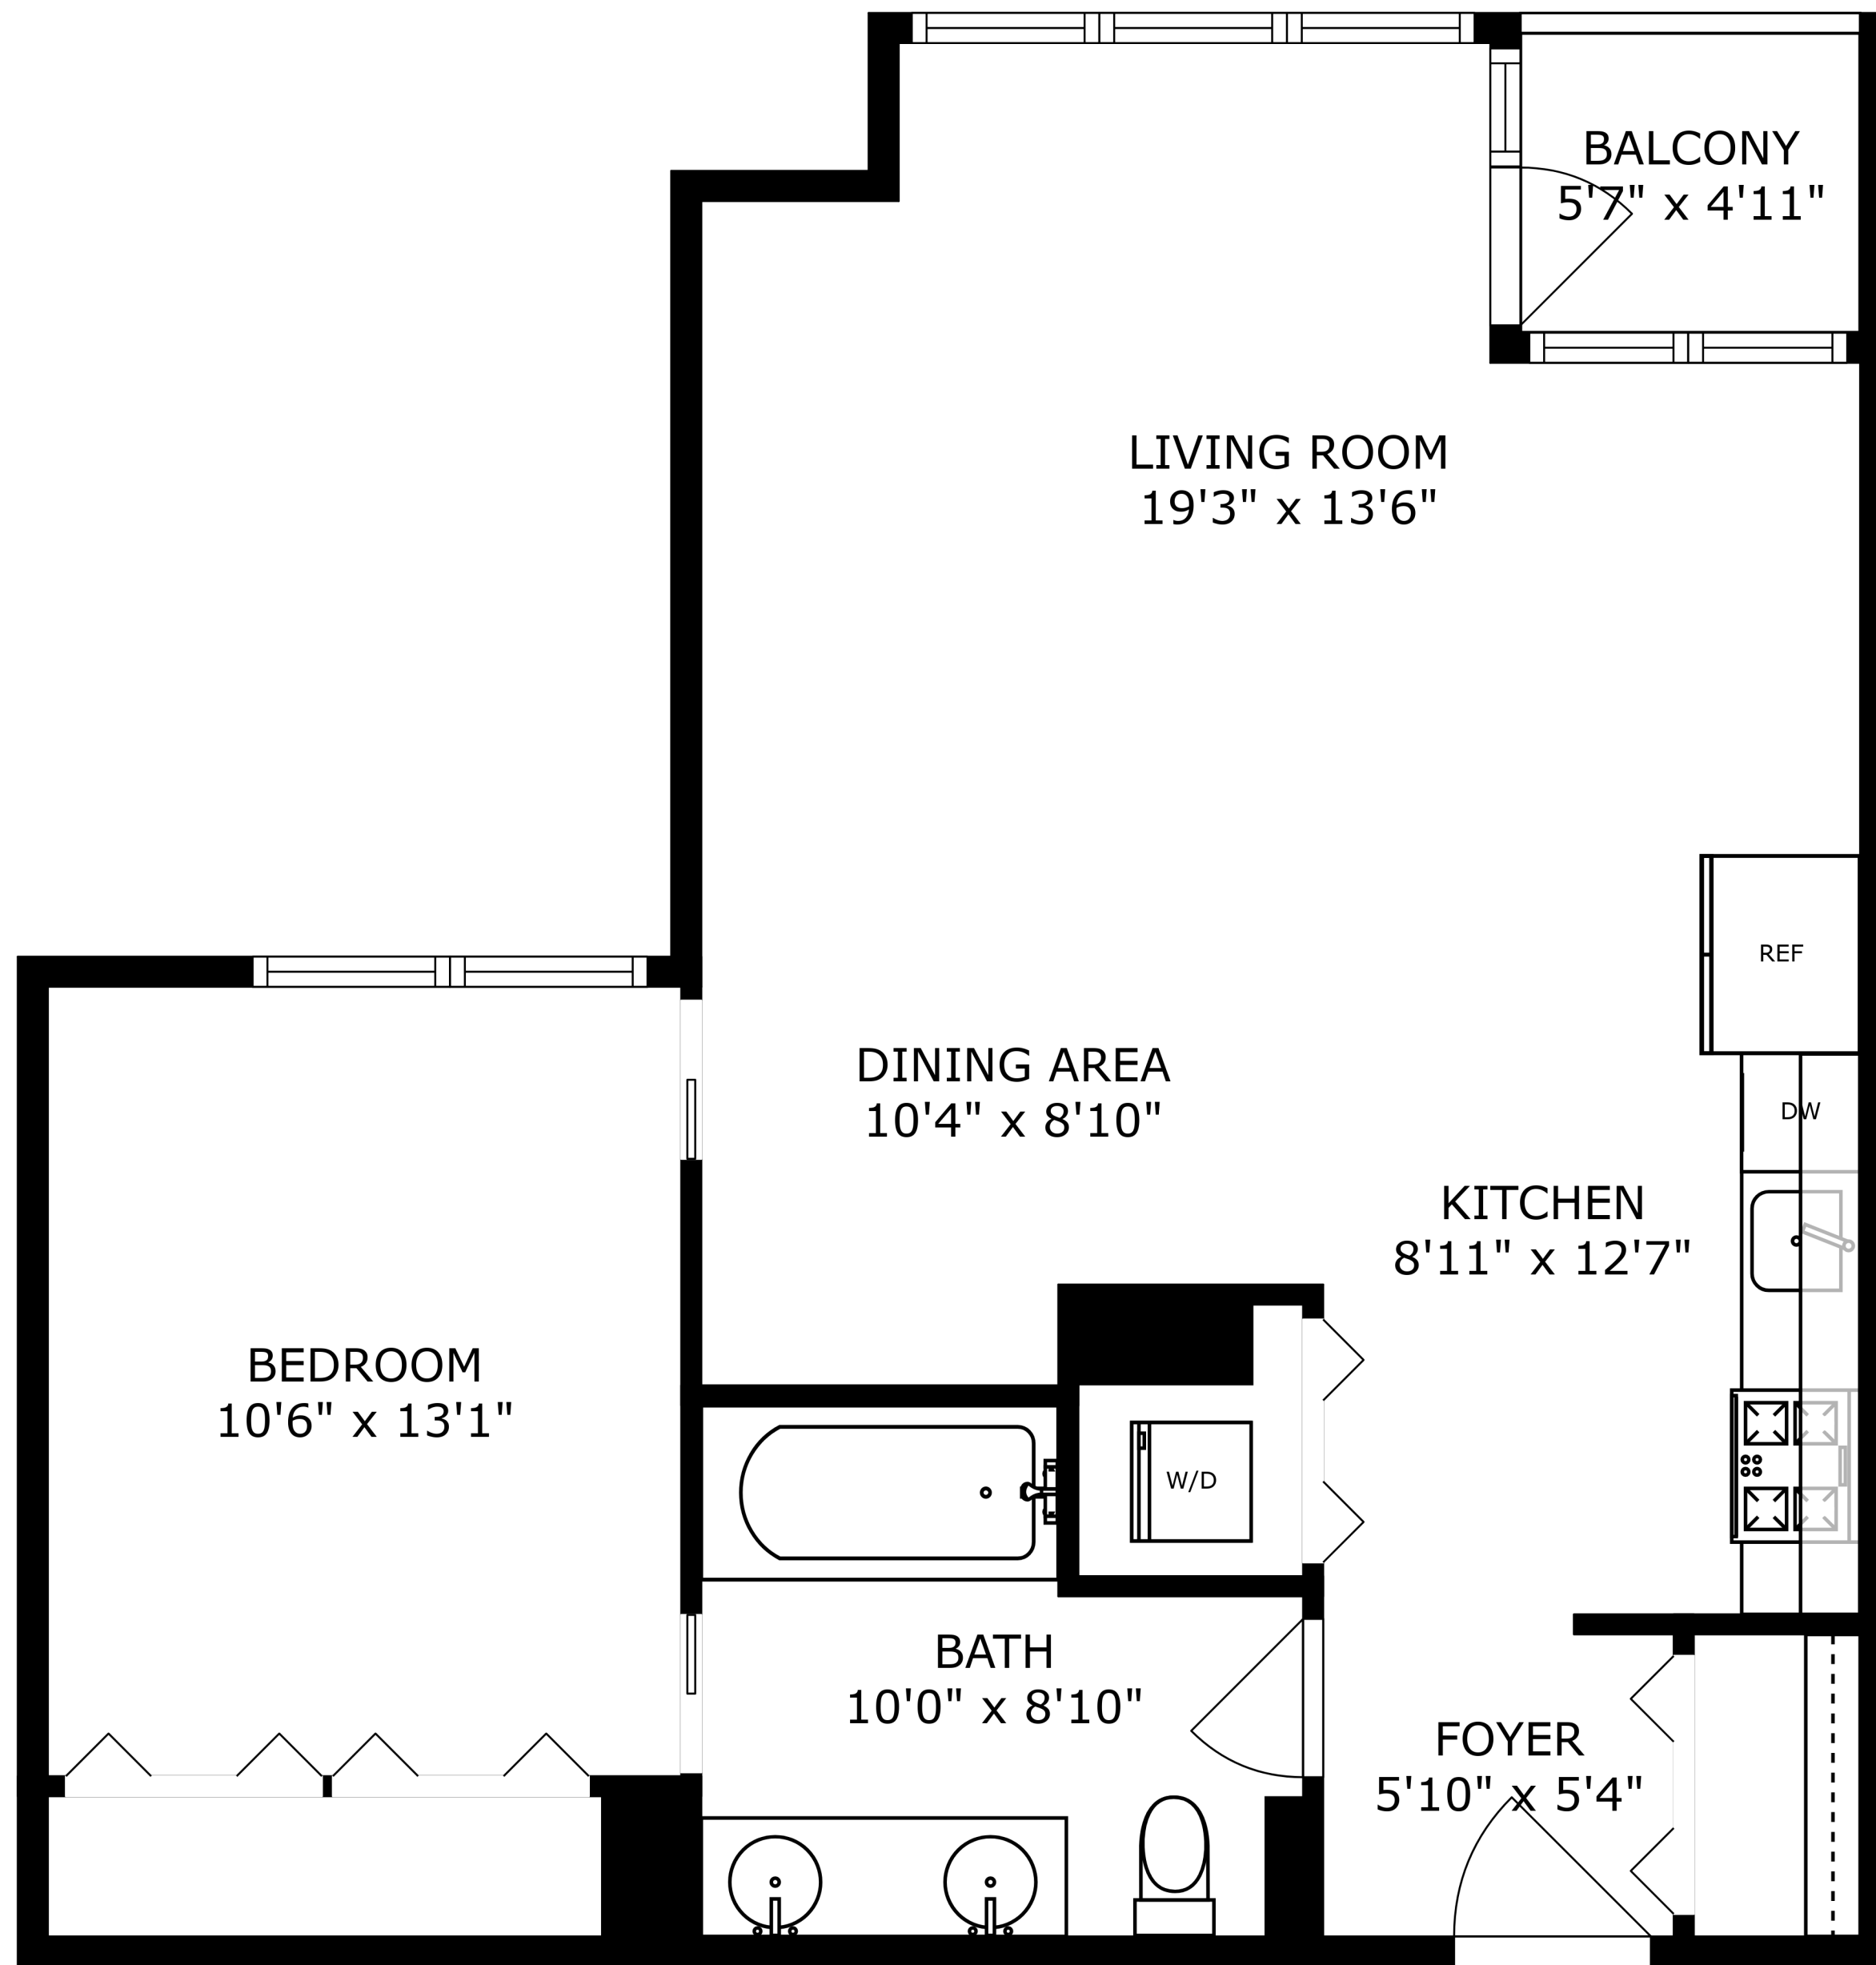 BALCONY
5'7" x 4'11"
LIVING ROOM
19'3" x 13'6"
REF
DINING AREA
10'4" x 8'10"
DW
KITCHEN
8'11" x 12'7"
BEDROOM
10'6" x 13'1"
W/D
BATH
10'0" x 8'10"
FOYER
5'10" x 5'4"